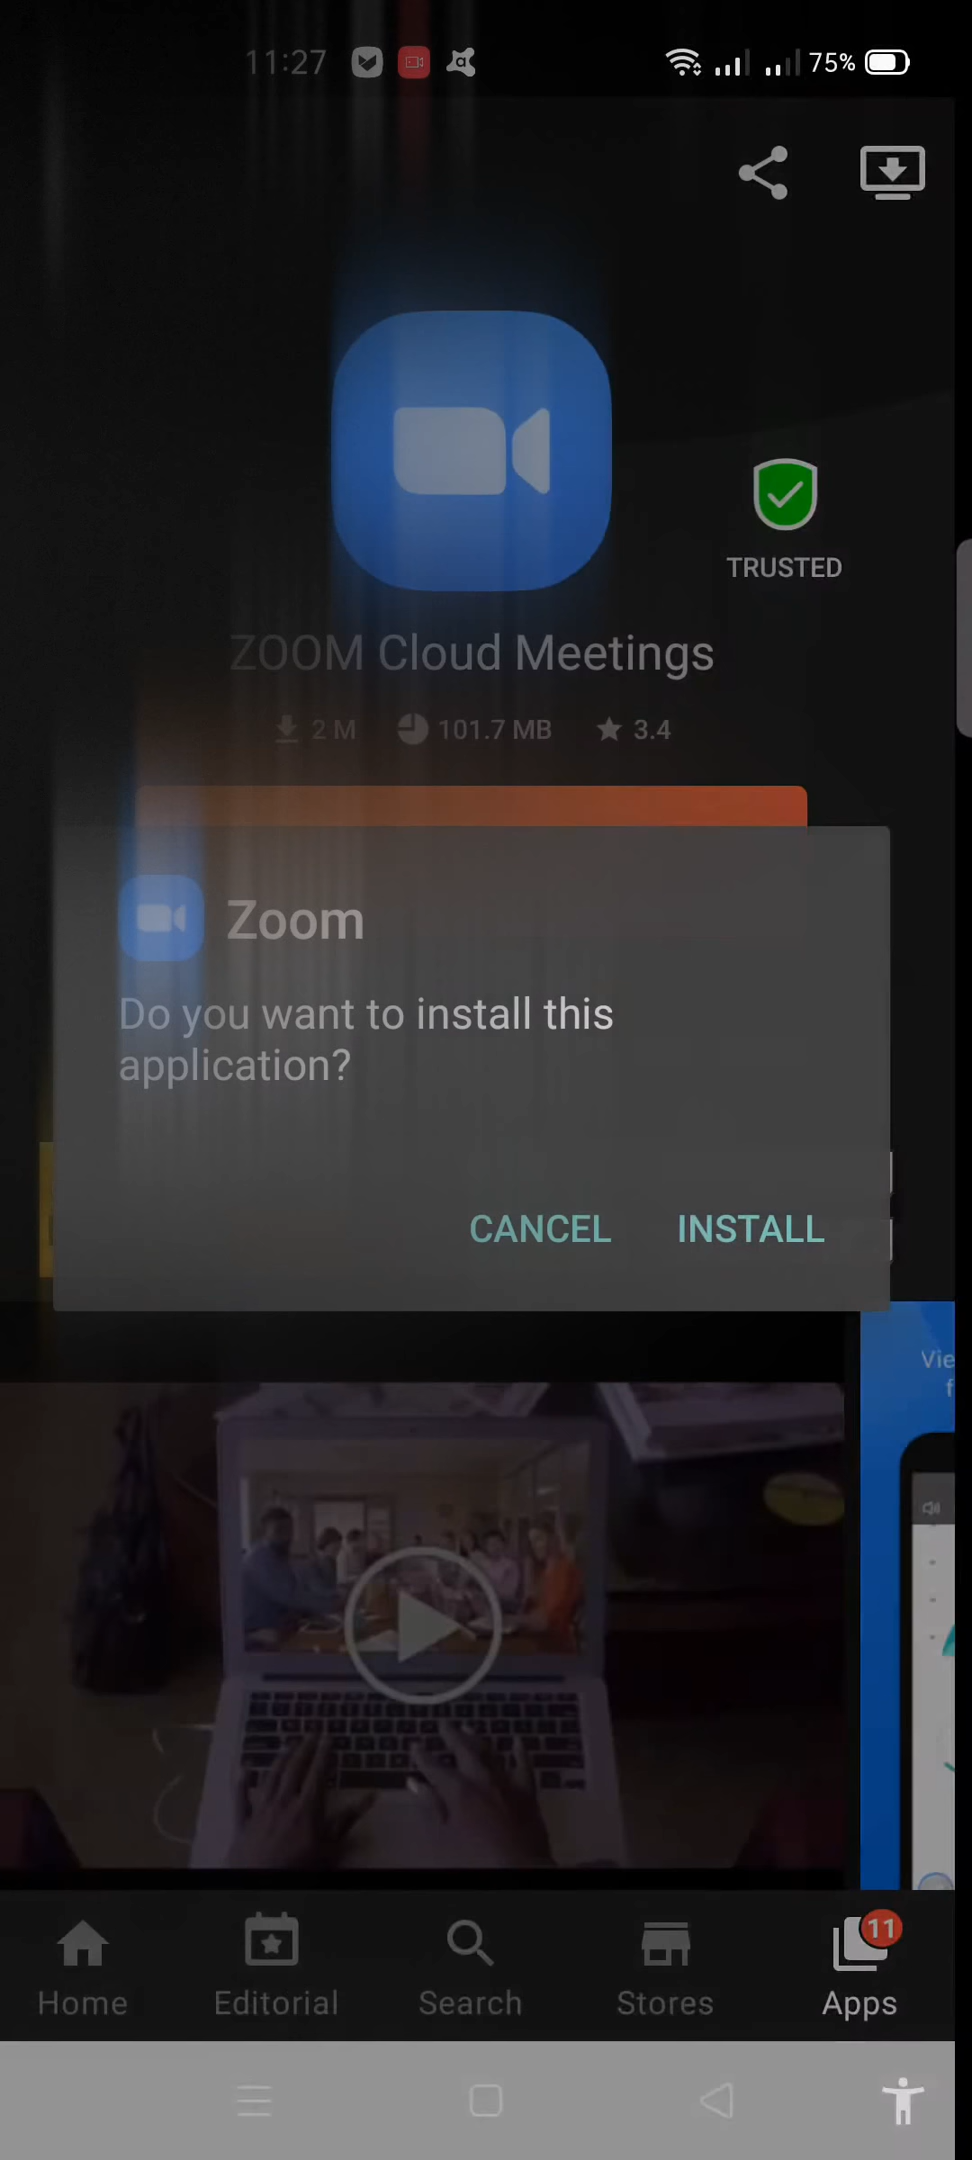 11:27
75%
TRUSTED
ZOOM Cloud Meetings
2 M 101.7 MB 3.4
Zoom
Do you want to install this
application?
CANCEL INSTALL
Vie
f
Home Editorial Search Stores Apps
11